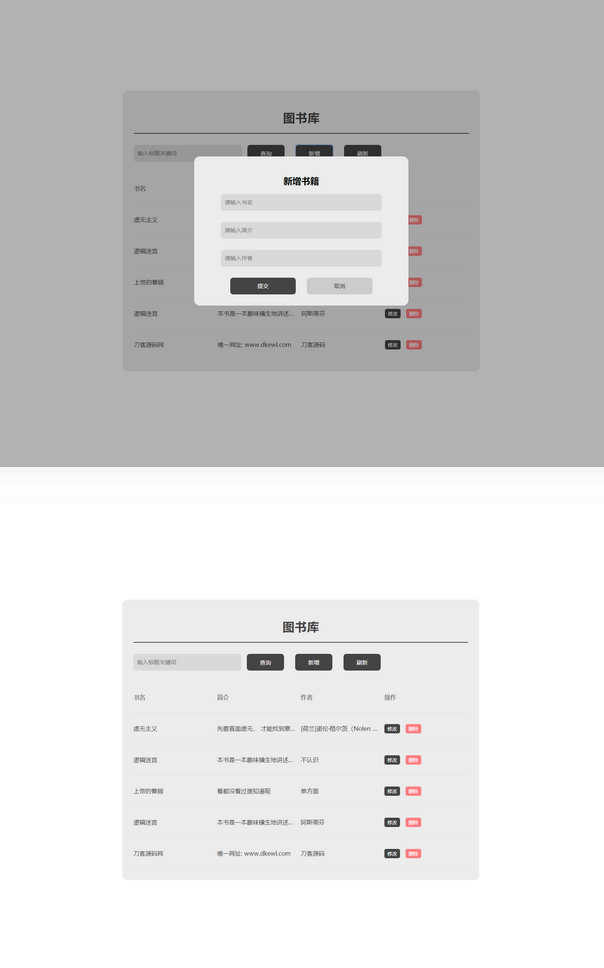 图书库
输入标题关键词 查询 新增 刷新
新增书籍
书名
请输入书名
虚无主义 删除
请输入简介
逻辑迷宫 删除
请输入作者
上帝的眷顾 删除
提交 取消
逻辑迷宫 本书是一本趣味横生地讲述... 阿斯蒂芬 修改 删除
刀客源码网 唯一网址: www.dkewl.com 刀客源码 修改 删除
图书库
输入标题关键词 查询 新增 刷新
书名 简介 作者 操作
虚无主义 先要直面虚无, 才能找到意... [荷兰]诺伦·格尔茨（Nolen ... 修改 删除
逻辑迷宫 本书是一本趣味横生地讲述... 不认识 修改 删除
上帝的眷顾 看都没看过谁知道呢 单方面 修改 删除
逻辑迷宫 本书是一本趣味横生地讲述... 阿斯蒂芬 修改 删除
刀客源码网 唯一网址: www.dkewl.com 刀客源码 修改 删除